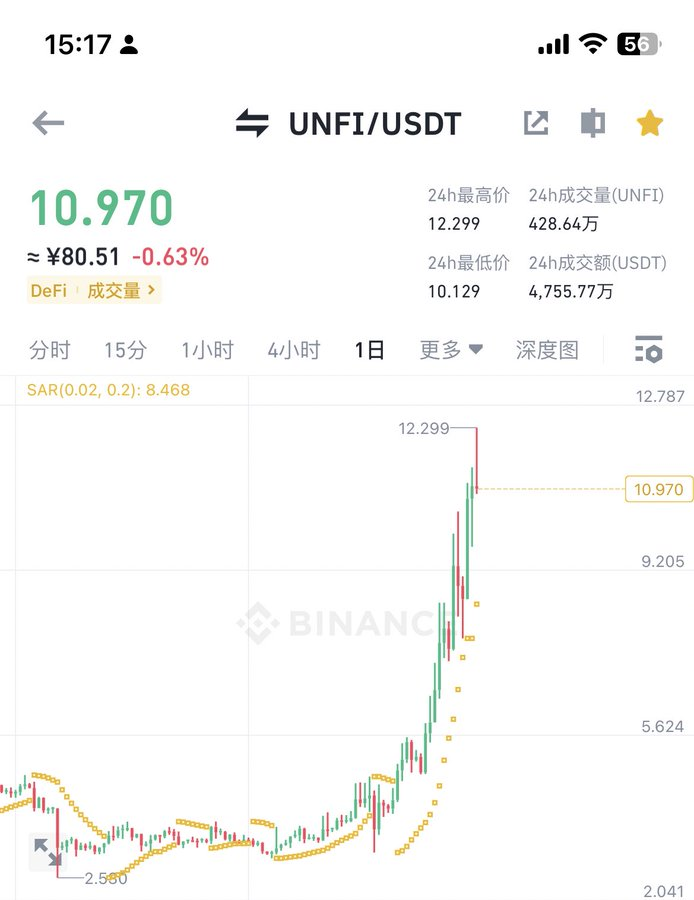 15:17
56
UNFI/USDT
10.970
≈ ¥80.51 -0.63%
DeFi 成交量 >
24h最高价 24h成交量(UNFI)
12.299 428.64万
24h最低价 24h成交额(USDT)
10.129 4,755.77万
分时 15分 1小时 4小时 1日 更多 深度图
SAR(0.02, 0.2): 8.468
12.787
12.299
10.970
9.205
BINANCE
5.624
2.530
2.041